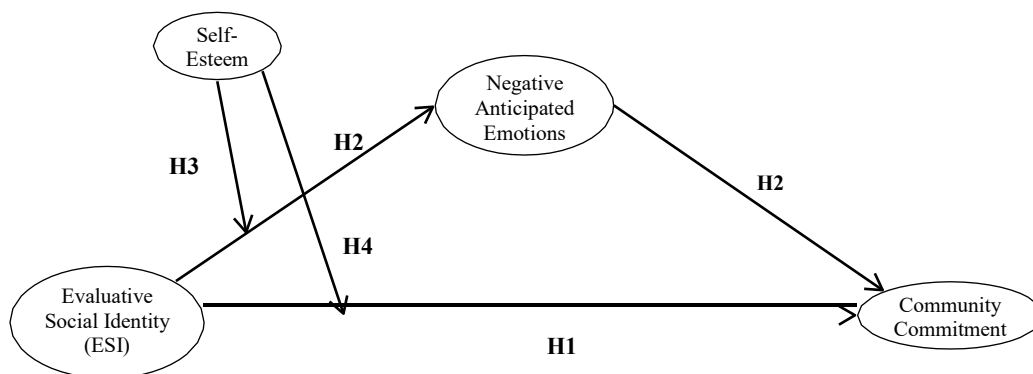 Self-
Esteem
Negative
Anticipated
Emotions
H2
H3
H2
H4
Evaluative
Social Identity
(ESI)
Community
Commitment
H1